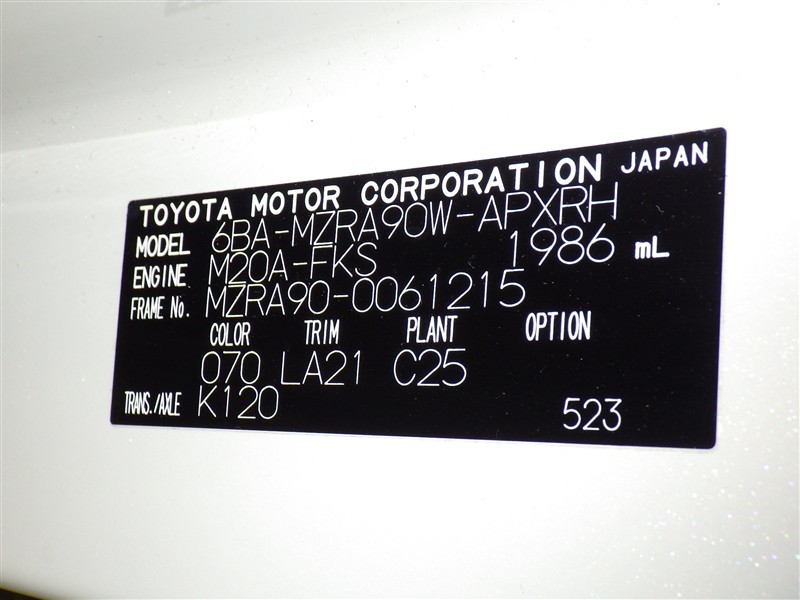 TOYOTA MOTOR CORPORATION JAPAN
MODEL 6BA-MZRA90W-APXRH
ENGINE M20A-FKS 1986 mL
FRAME No. MZRA90-0061215
COLOR TRIM PLANT OPTION
070 LA21 C25
TRANS./AXLE K120 523